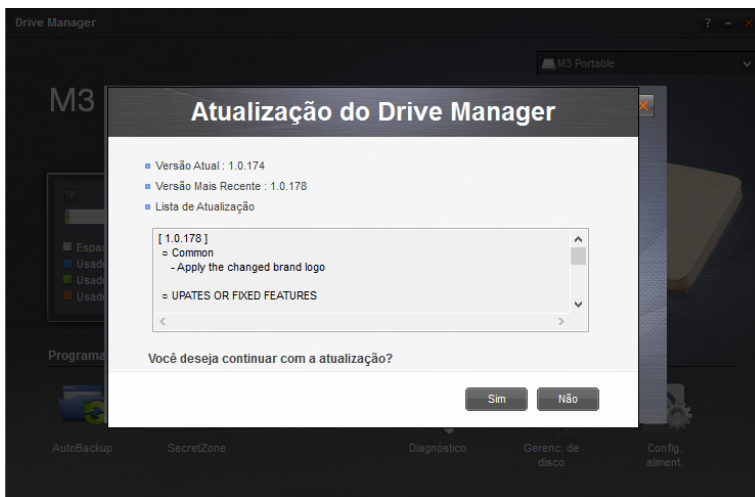 Drive Manager
? -
M3 Portable
M3
Atualização do Drive Manager
Versão Atual : 1.0.174
Versão Mais Recente : 1.0.178
Lista de Atualização
[ 1.0.178 ]
Common
- Apply the changed brand logo
UPATES OR FIXED FEATURES
Você deseja continuar com a atualização?
Sim Não
AutoBackup SecretZone Diagnóstico Gerenc. de disco Config. aliment.